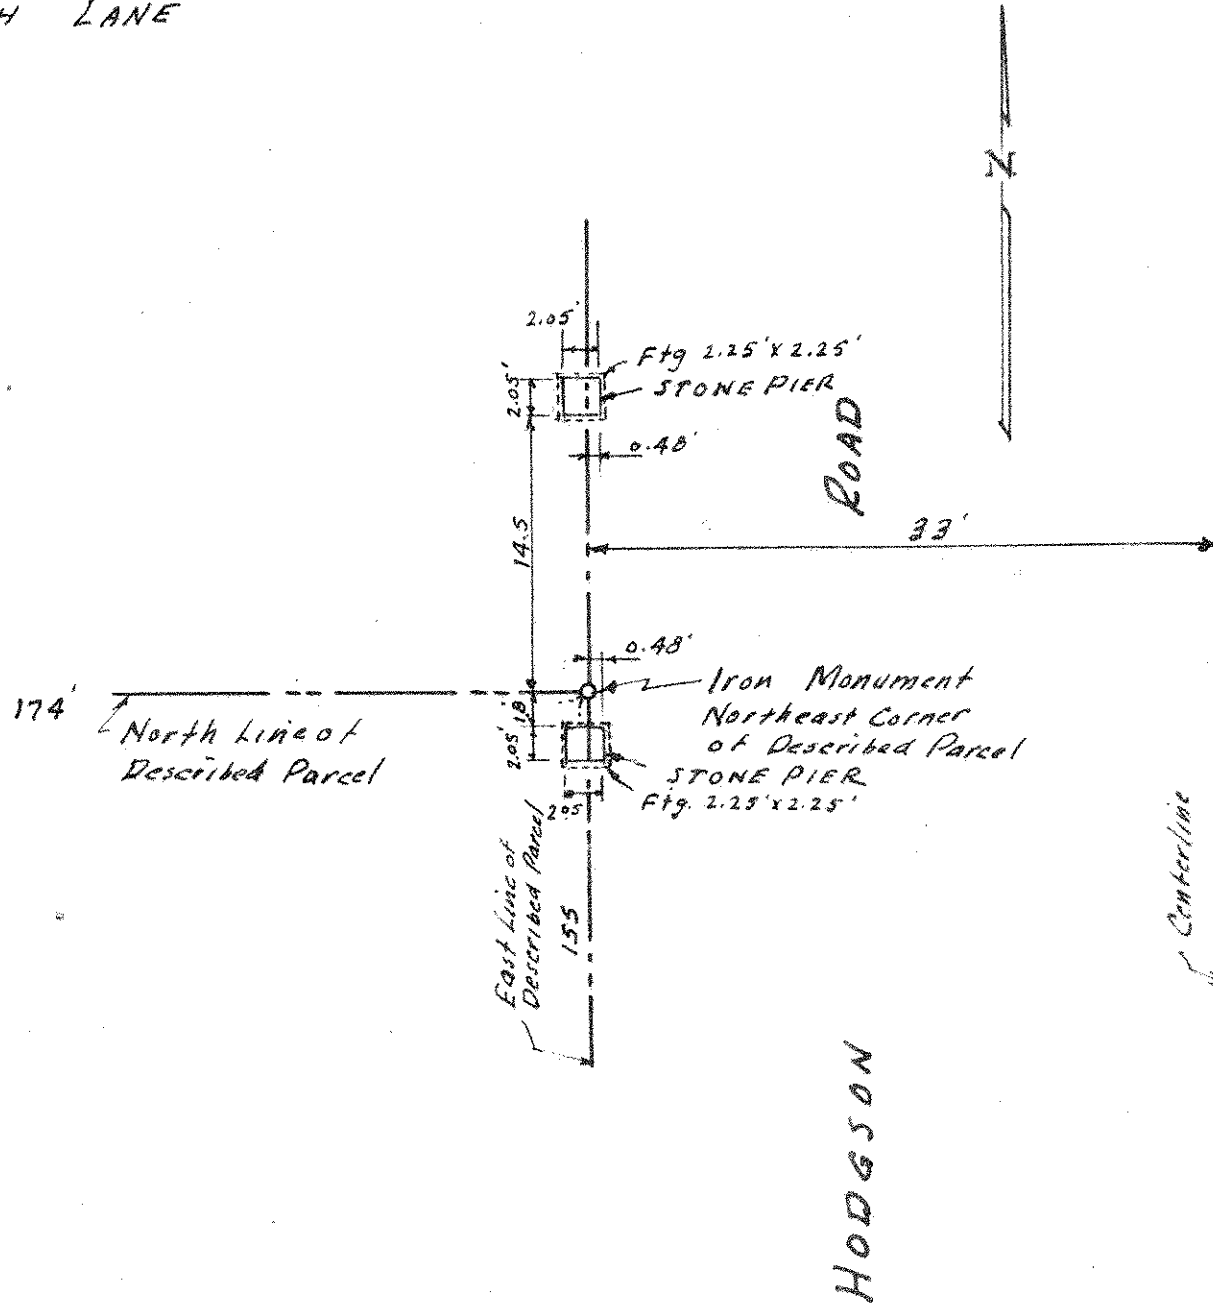 H LANE
2.05'
Ftg 2.25' x 2.25'
STONE PIER
2.05'
0.48'
N
ROAD
14.5
33'
0.48'
Iron Monument
Northeast Corner
of Described Parcel
174'
North Line of
Described Parcel
1.8'
2.05'
STONE PIER
Ftg. 2.25' x 2.25'
2.05
East Line of
Described Parcel
155
Centerline
HODGSON